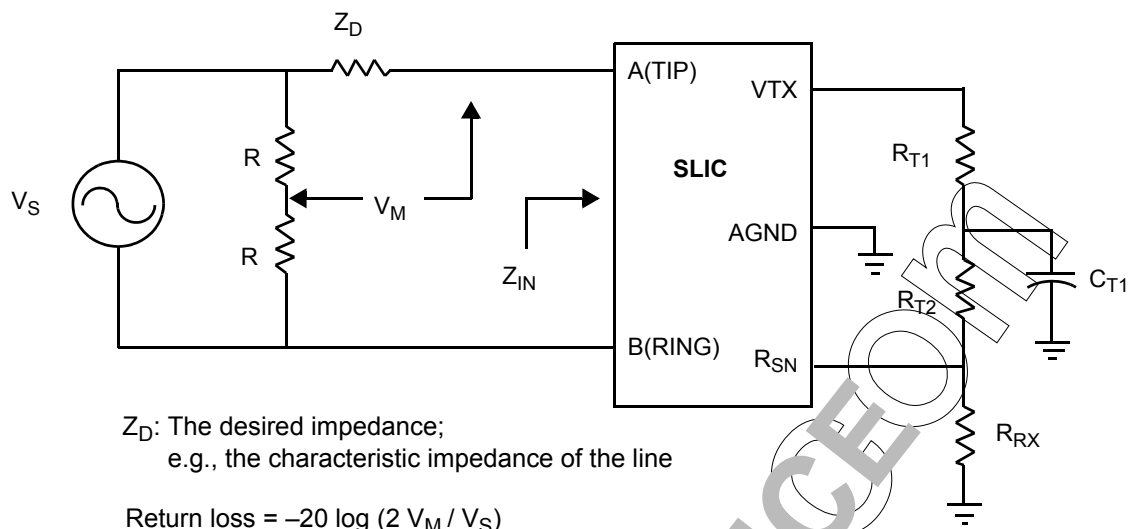 Z_D
A(TIP)
VTX
R
R_T1
SLIC
V_S
V_M
AGND
R
Z_IN
C_T1
R_T2
B(RING)
R_SN
Z_D: The desired impedance;
e.g., the characteristic impedance of the line
R_RX
Return loss = –20 log (2 V_M / V_S)